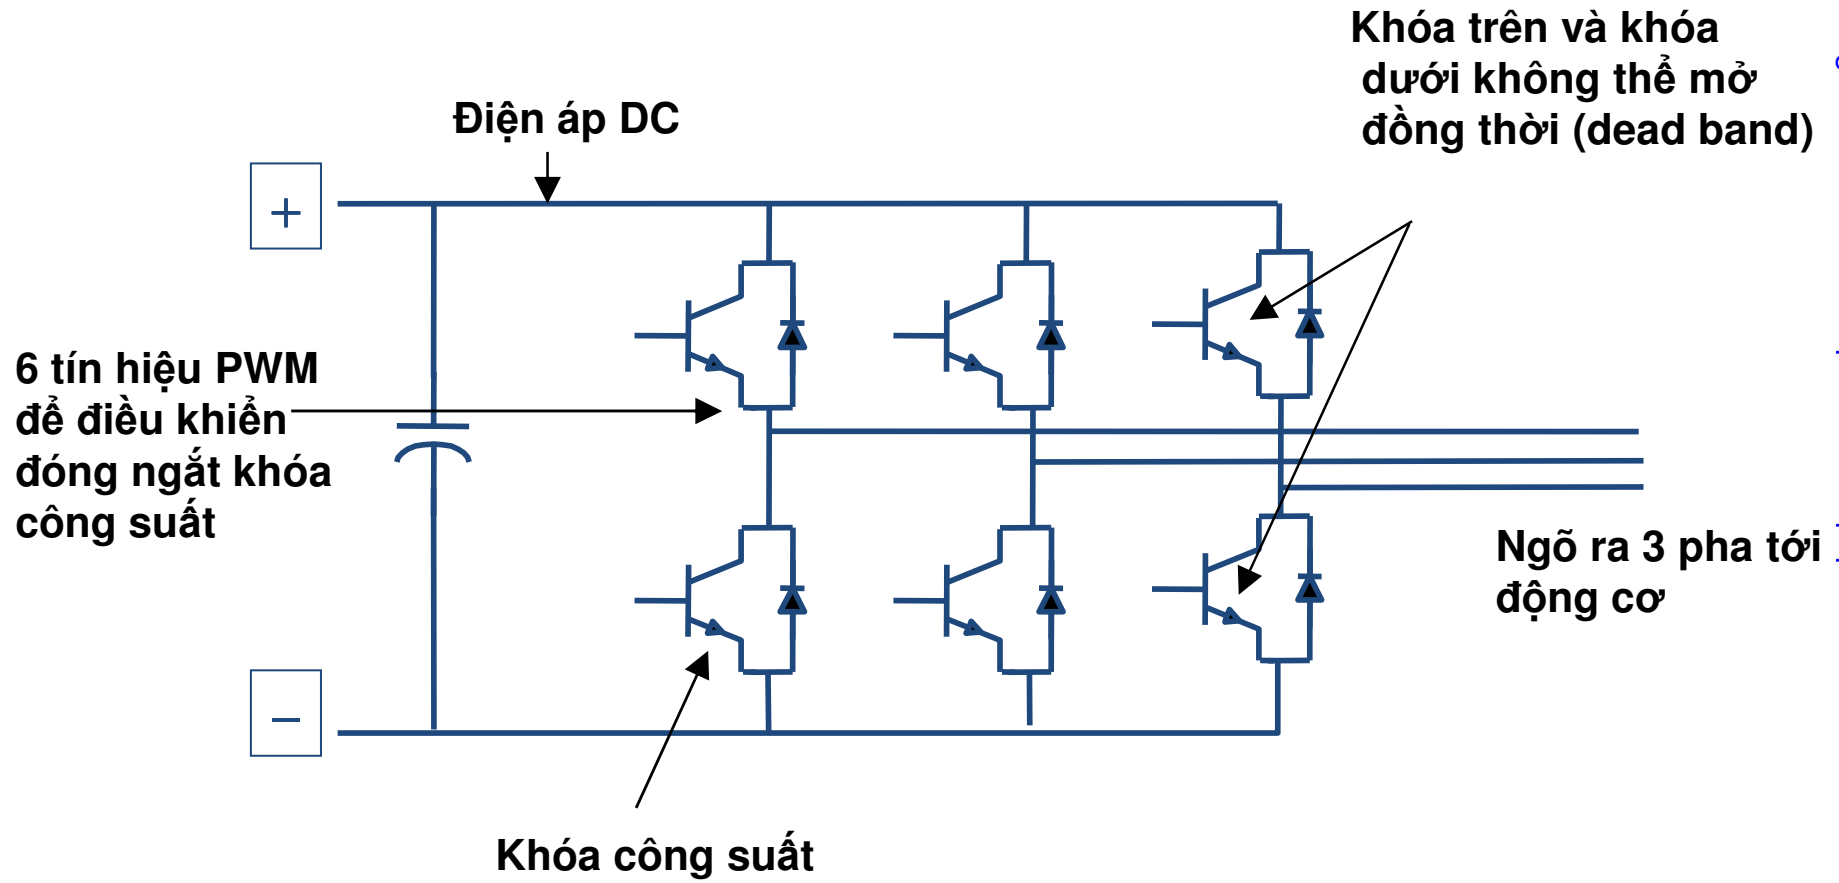 Khóa trên và khóa
dưới không thể mở
đồng thời (dead band)
Điện áp DC
+
6 tín hiệu PWM
để điều khiển
đóng ngắt khóa
công suất
Ngõ ra 3 pha tới
động cơ
–
Khóa công suất